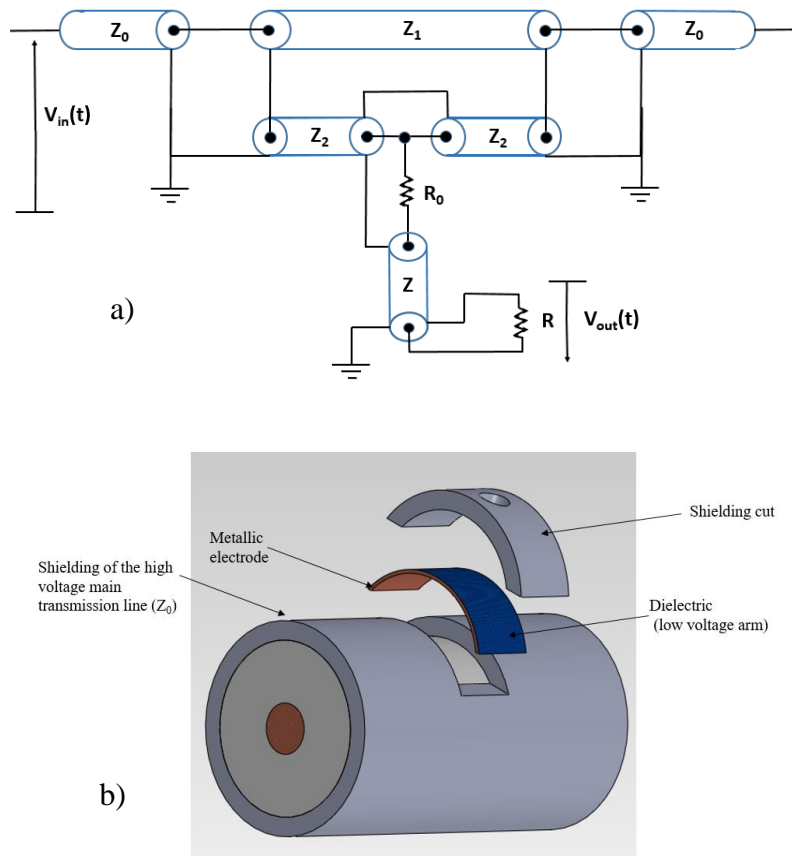 Z0
Z1
Z0
Vin(t)
Z2
Z2
R0
Z
R
Vout(t)
a)
Shielding cut
Metallic
electrode
Shielding of the high
voltage main
transmission line (Z0)
Dielectric
(low voltage arm)
b)